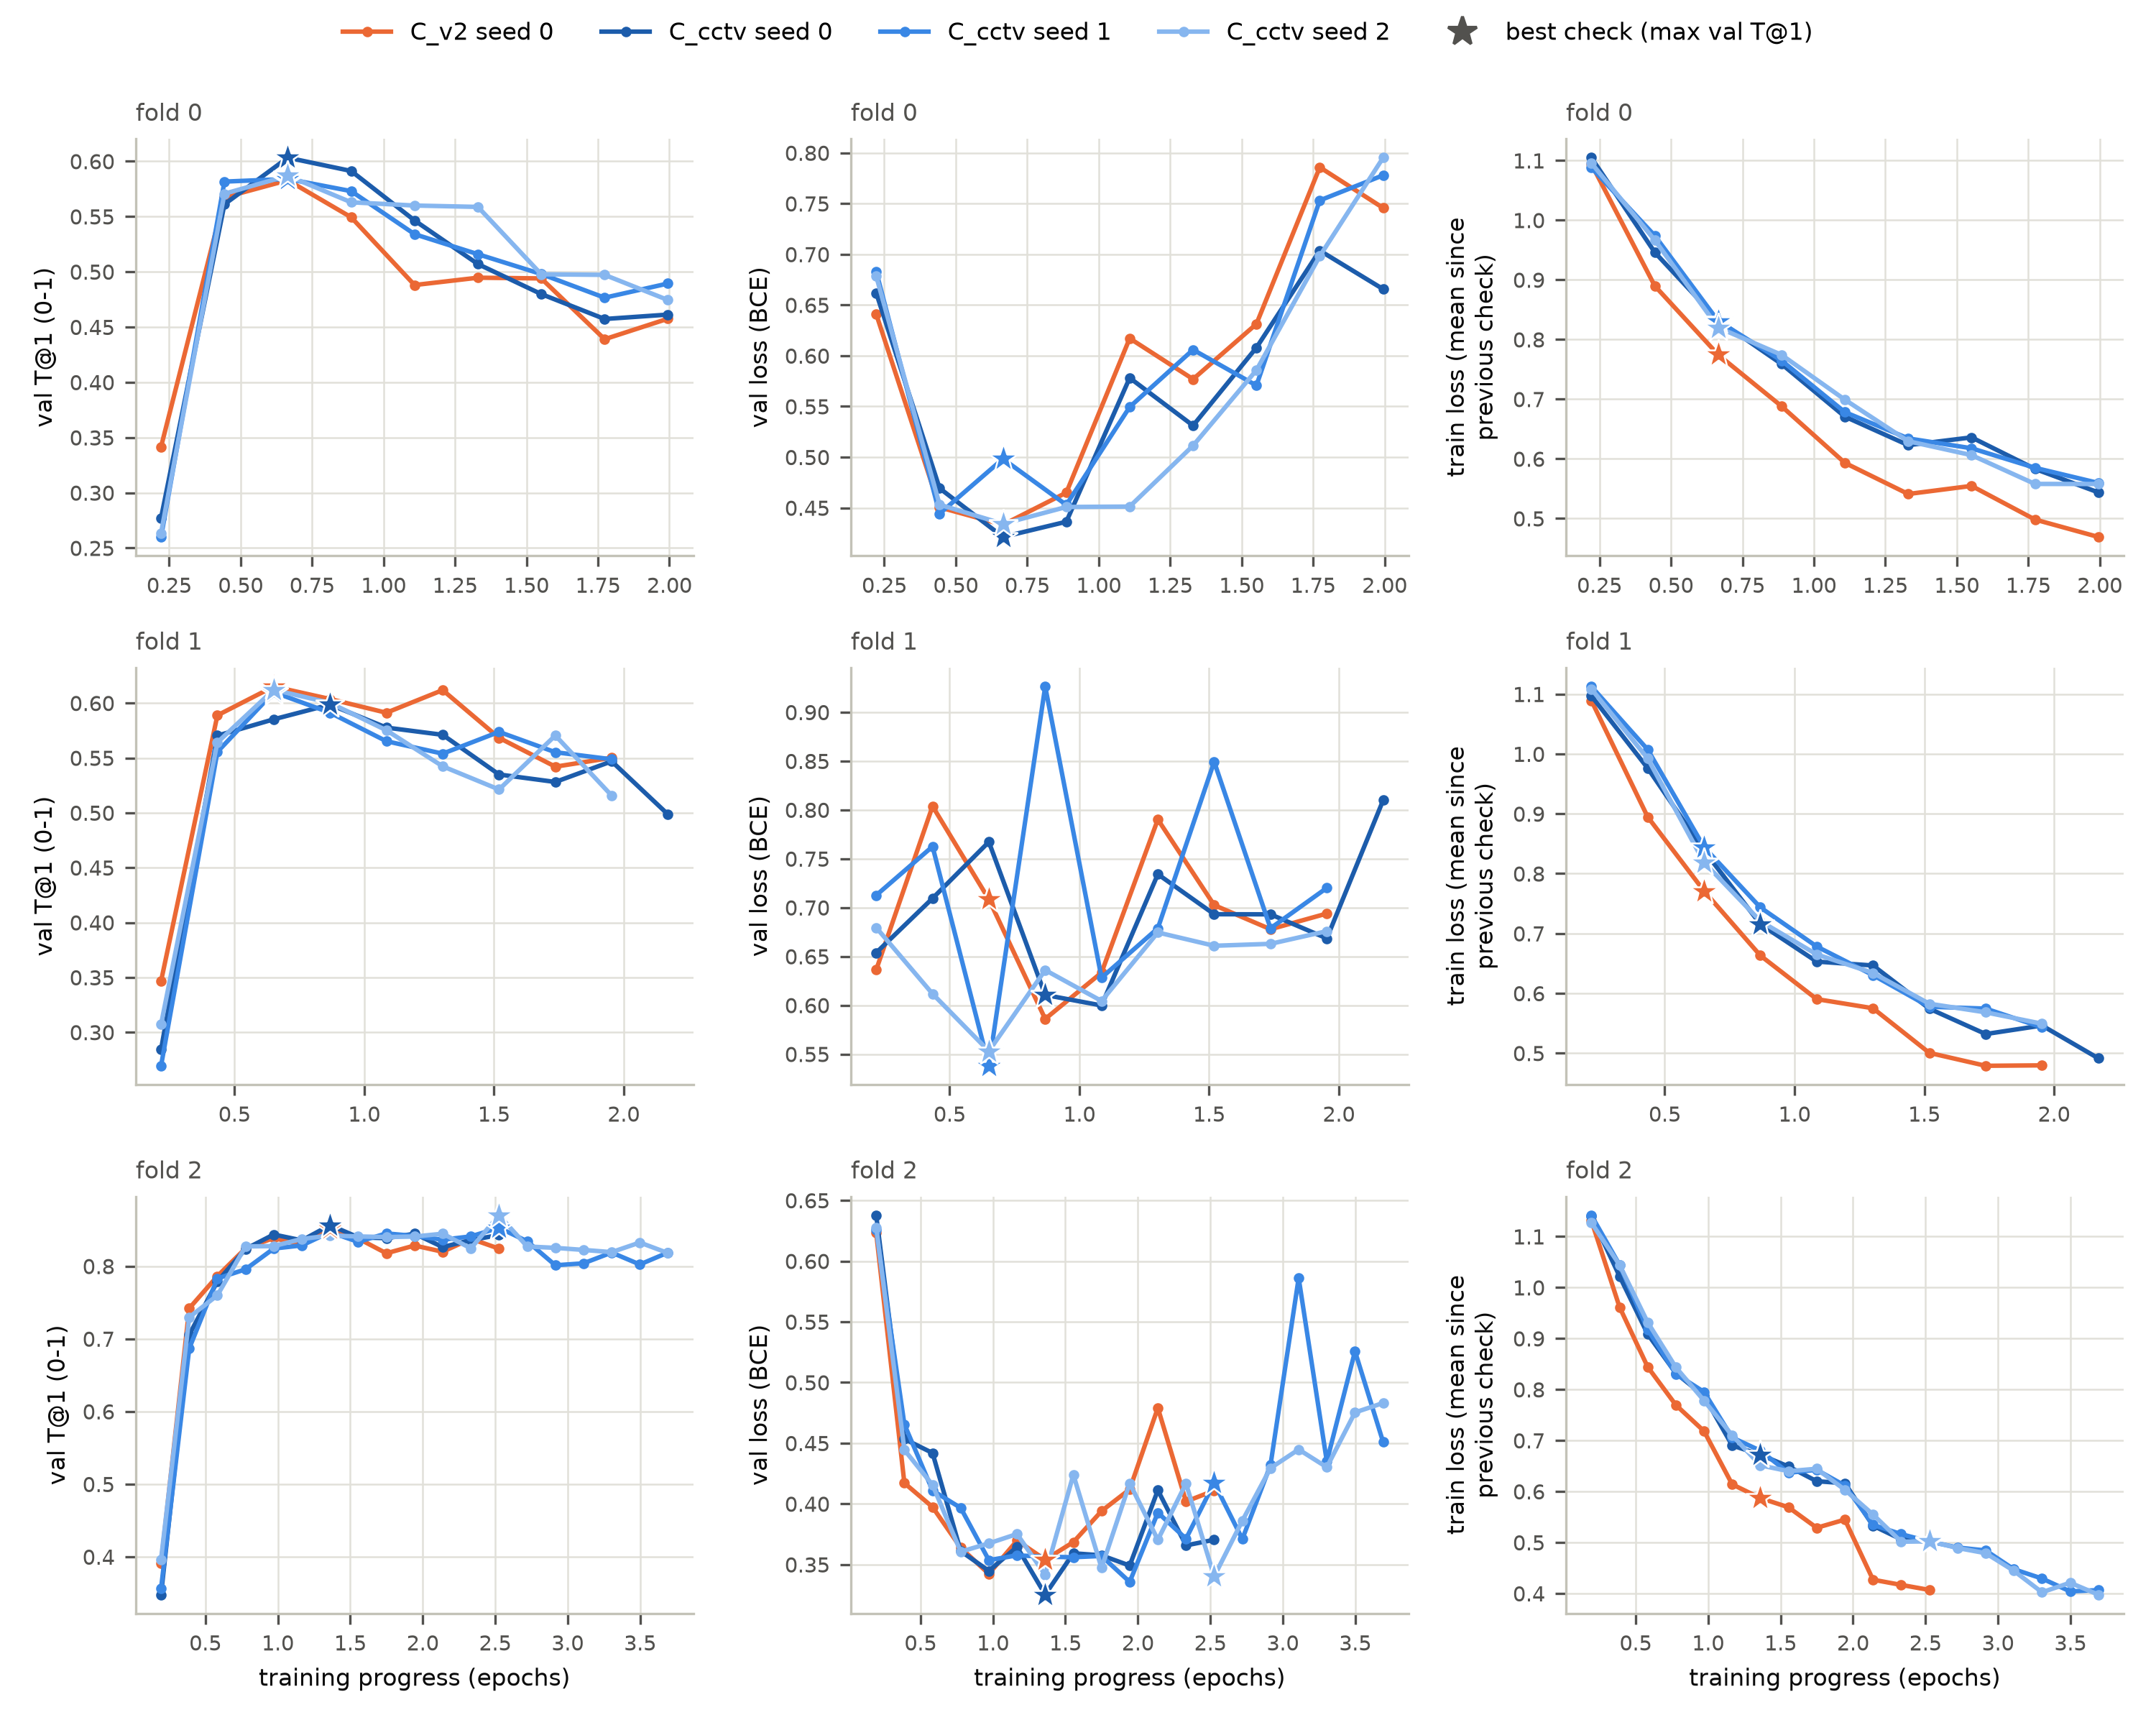 C_v2 seed 0 C_cctv seed 0 C_cctv seed 1 C_cctv seed 2 best check (max val T@1)
fold 0
val T@1 (0-1)
0.60
0.55
0.50
0.45
0.40
0.35
0.30
0.25
0.25 0.50 0.75 1.00 1.25 1.50 1.75 2.00
fold 0
val loss (BCE)
0.80
0.75
0.70
0.65
0.60
0.55
0.50
0.45
0.25 0.50 0.75 1.00 1.25 1.50 1.75 2.00
fold 0
train loss (mean since
previous check)
1.1
1.0
0.9
0.8
0.7
0.6
0.5
0.25 0.50 0.75 1.00 1.25 1.50 1.75 2.00
fold 1
val T@1 (0-1)
0.60
0.55
0.50
0.45
0.40
0.35
0.30
0.5 1.0 1.5 2.0
fold 1
val loss (BCE)
0.90
0.85
0.80
0.75
0.70
0.65
0.60
0.55
0.5 1.0 1.5 2.0
fold 1
train loss (mean since
previous check)
1.1
1.0
0.9
0.8
0.7
0.6
0.5
0.5 1.0 1.5 2.0
fold 2
val T@1 (0-1)
0.8
0.7
0.6
0.5
0.4
0.5 1.0 1.5 2.0 2.5 3.0 3.5
training progress (epochs)
fold 2
val loss (BCE)
0.65
0.60
0.55
0.50
0.45
0.40
0.35
0.5 1.0 1.5 2.0 2.5 3.0 3.5
training progress (epochs)
fold 2
train loss (mean since
previous check)
1.1
1.0
0.9
0.8
0.7
0.6
0.5
0.4
0.5 1.0 1.5 2.0 2.5 3.0 3.5
training progress (epochs)